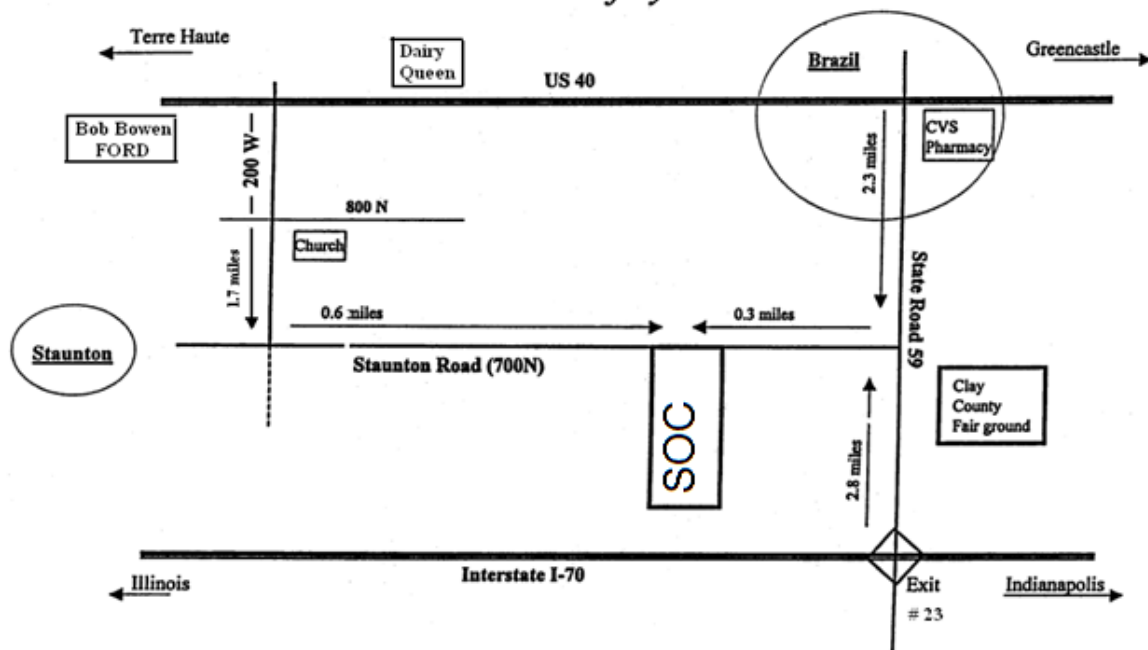 Terre Haute
Dairy
Queen
US 40
Brazil
Greencastle
Bob Bowen
FORD
200 W
CVS
Pharmacy
2.3 miles
800 N
Church
1.7 miles
State Road 59
0.6 miles
0.3 miles
Staunton
Staunton Road (700N)
SOC
Clay
County
Fair ground
2.8 miles
Interstate I-70
Illinois
Exit
# 23
Indianapolis